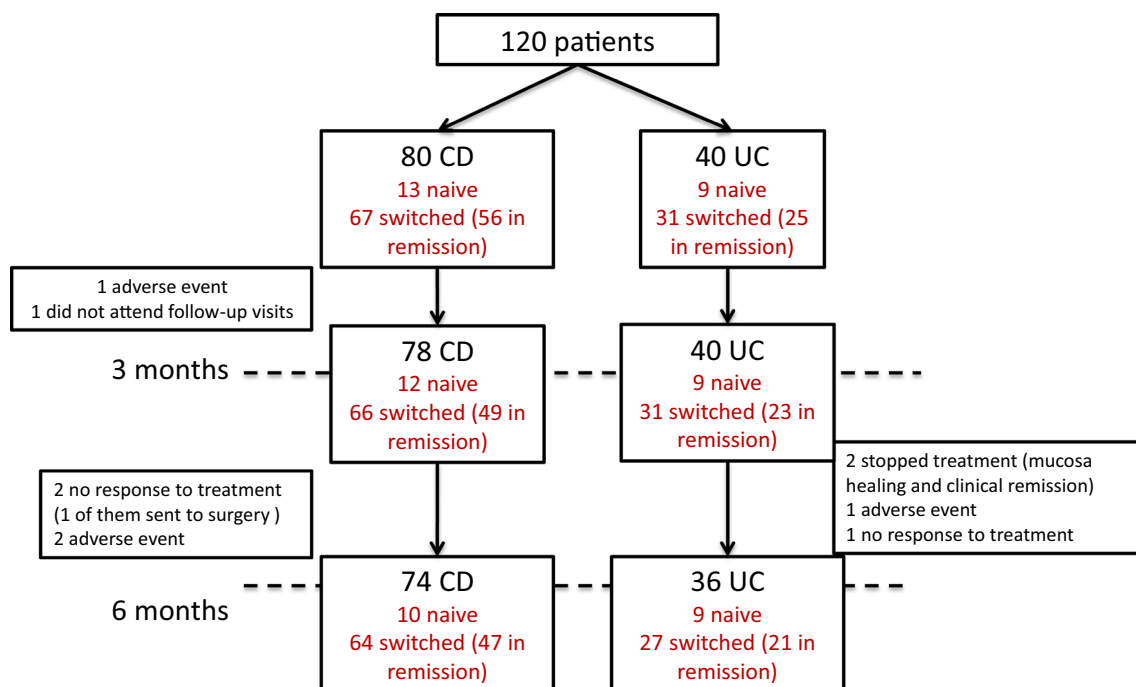 120 patients
80 CD
13 naive
67 switched (56 in
remission)
40 UC
9 naive
31 switched (25
in remission)
1 adverse event
1 did not attend follow-up visits
3 months
78 CD
12 naive
66 switched (49 in
remission)
40 UC
9 naive
31 switched (23 in
remission)
2 no response to treatment
(1 of them sent to surgery )
2 adverse event
2 stopped treatment (mucosa
healing and clinical remission)
1 adverse event
1 no response to treatment
6 months
74 CD
10 naive
64 switched (47 in
remission)
36 UC
9 naive
27 switched (21 in
remission)